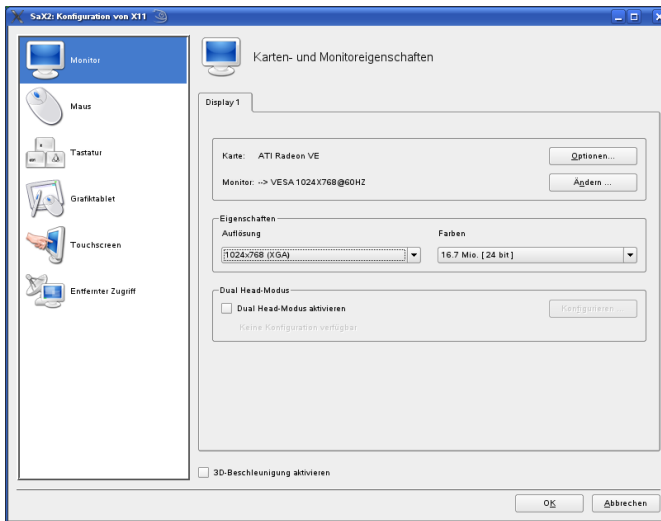 SaX2: Konfiguration von X11
Monitor
Maus
Tastatur
Grafiktablet
Touchscreen
Entfernter Zugriff
Karten- und Monitoreigenschaften
Display 1
Karte: ATI Radeon VE
Optionen...
Monitor: --> VESA 1024X768@60HZ
Ändern ...
Eigenschaften
Auflösung Farben
1024x768 (XGA) 16.7 Mio. [ 24 bit ]
Dual Head-Modus
Dual Head-Modus aktivieren
Konfigurieren ...
Keine Konfiguration verfügbar
3D-Beschleunigung aktivieren
OK Abbrechen